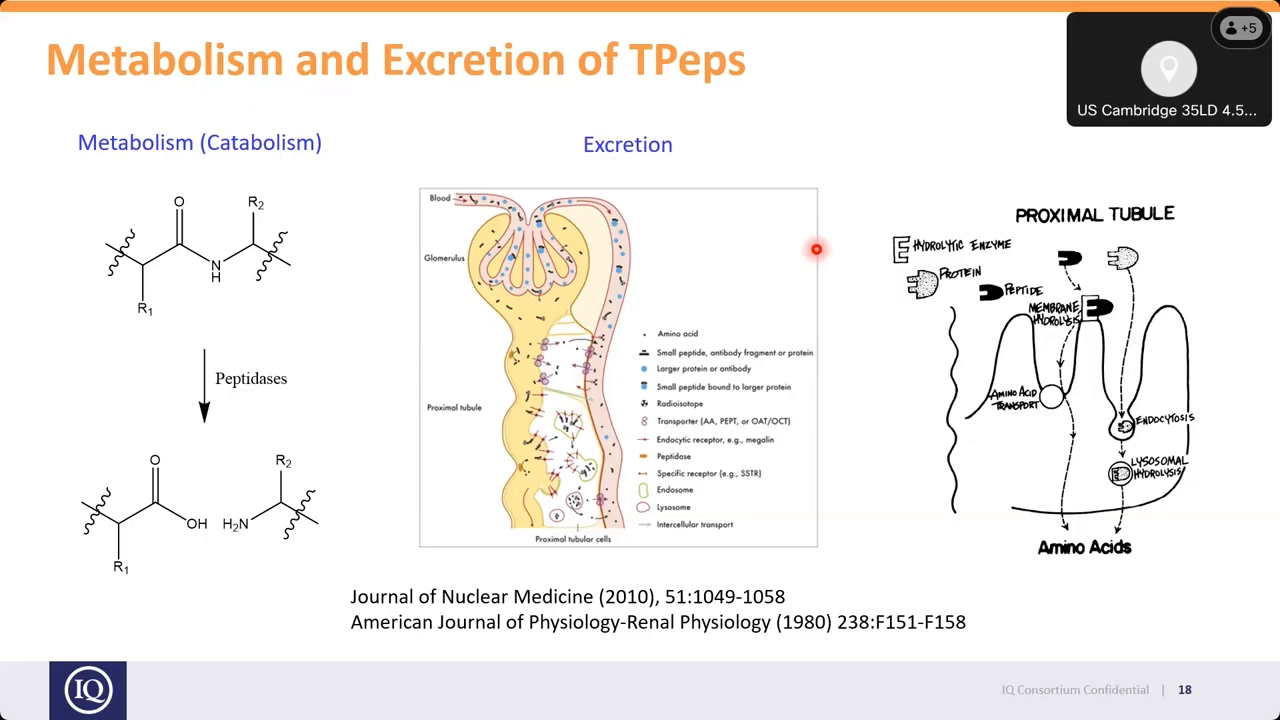 Metabolism and Excretion of TPeps
+5
US Cambridge 35LD 4.5...
Metabolism (Catabolism)
Excretion
O
R2
N
H
R1
Peptidases
O
R2
OH
H2N
R1
Blood
Glomerulus
Proximal tubule
Amino acid
Small peptide, antibody fragment or protein
Larger protein or antibody
Small peptide bound to larger protein
Radioisotope
Transporter (AA, PEPT, or OAT/OCT)
Endocytic receptor, e.g., megalin
Peptidase
Specific receptor (e.g., SSTR)
Endosome
Lysosome
Intercellular transport
Proximal tubular cells
PROXIMAL TUBULE
HYDROLYTIC ENZYME
PROTEIN
PEPTIDE
MEMBRANE
HYDROLYSIS
AMINO ACID
TRANSPORT
ENDOCYTOSIS
LYSOSOMAL
HYDROLYSIS
Amino Acids
Journal of Nuclear Medicine (2010), 51:1049-1058
American Journal of Physiology-Renal Physiology (1980) 238:F151-F158
IQ
IQ Consortium Confidential | 18